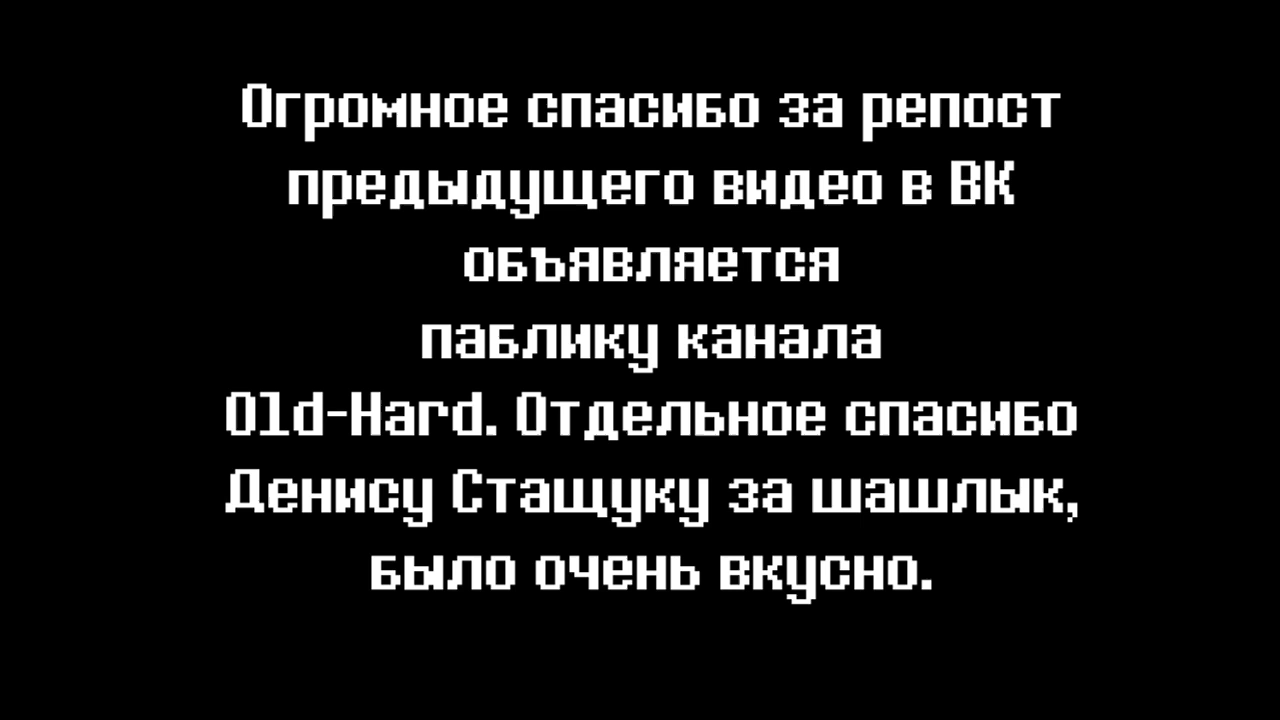 Огромное спасибо за репост
предыдущего видео в ВК
объявляется
паблику канала
Old-Hard. Отдельное спасибо
Денису Стащуку за шашлык,
было очень вкусно.